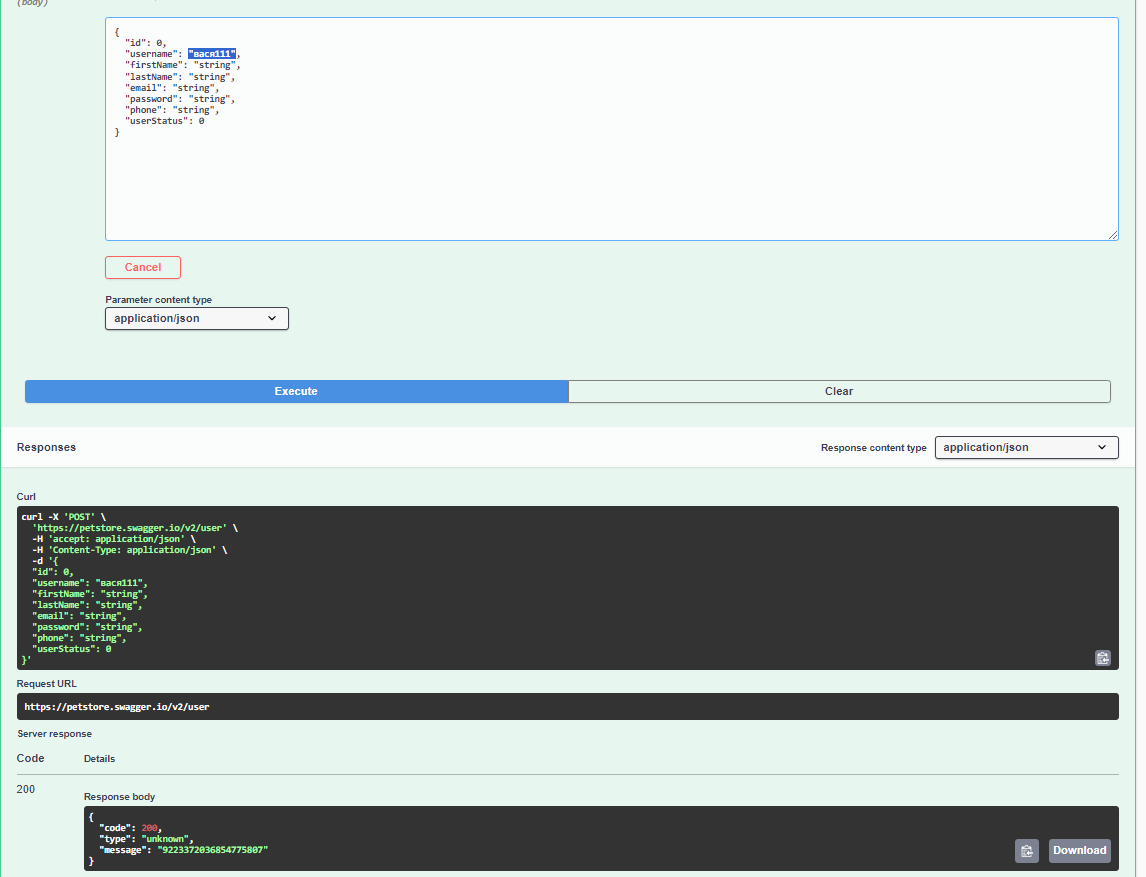 (body)
{
  "id": 0,
  "username": "вася111",
  "firstName": "string",
  "lastName": "string",
  "email": "string",
  "password": "string",
  "phone": "string",
  "userStatus": 0
}
Cancel
Parameter content type
application/json
Execute
Clear
Responses
Response content type
application/json
Curl
curl -X 'POST' \
  'https://petstore.swagger.io/v2/user' \
  -H 'accept: application/json' \
  -H 'Content-Type: application/json' \
  -d '{
  "id": 0,
  "username": "вася111",
  "firstName": "string",
  "lastName": "string",
  "email": "string",
  "password": "string",
  "phone": "string",
  "userStatus": 0
}'
Request URL
https://petstore.swagger.io/v2/user
Server response
Code Details
200
Response body
{
  "code": 200,
  "type": "unknown",
  "message": "9223372036854775807"
}
Download